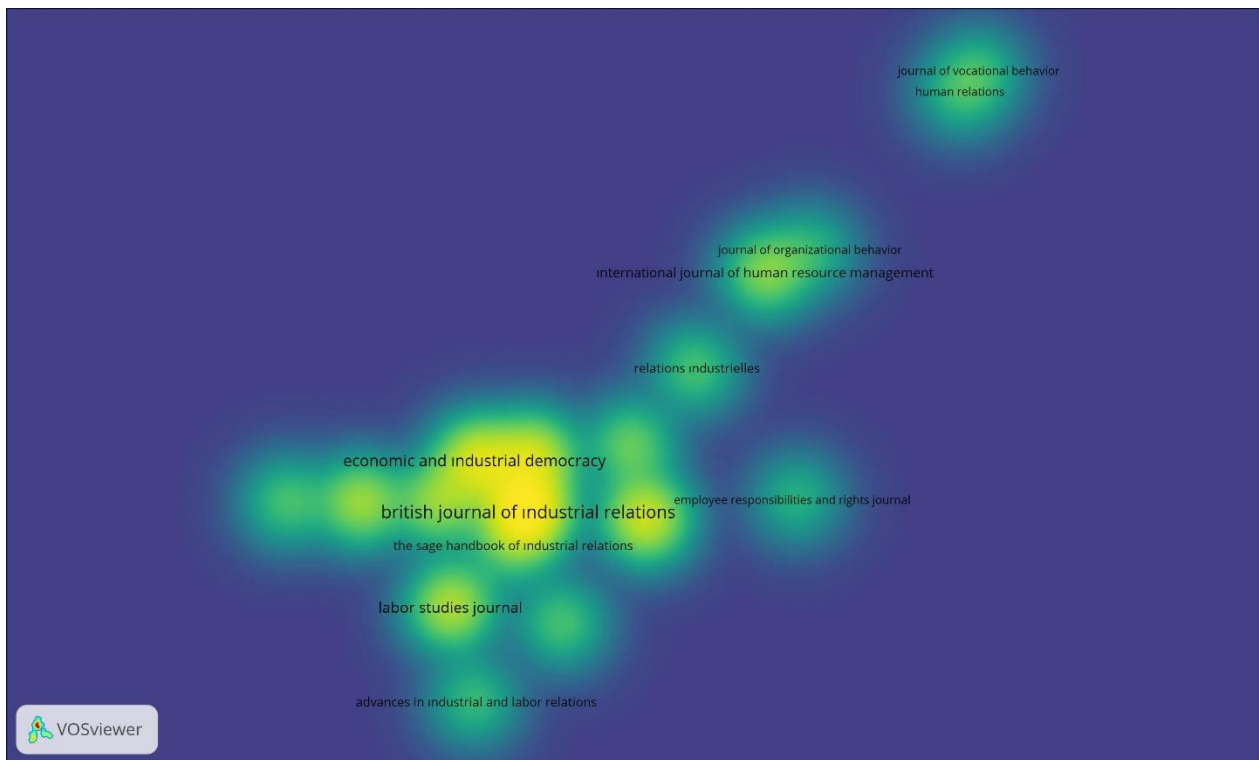 journal of vocational behavior
human relations
journal of organizational behavior
ınternational journal of human resource management
relations ındustrielles
economic and ındustrial democracy
employee responsibilities and rights journal
british journal of ındustrial relations
the sage handbook of ındustrial relations
labor studies journal
advances in ındustrial and labor relations
VOSviewer